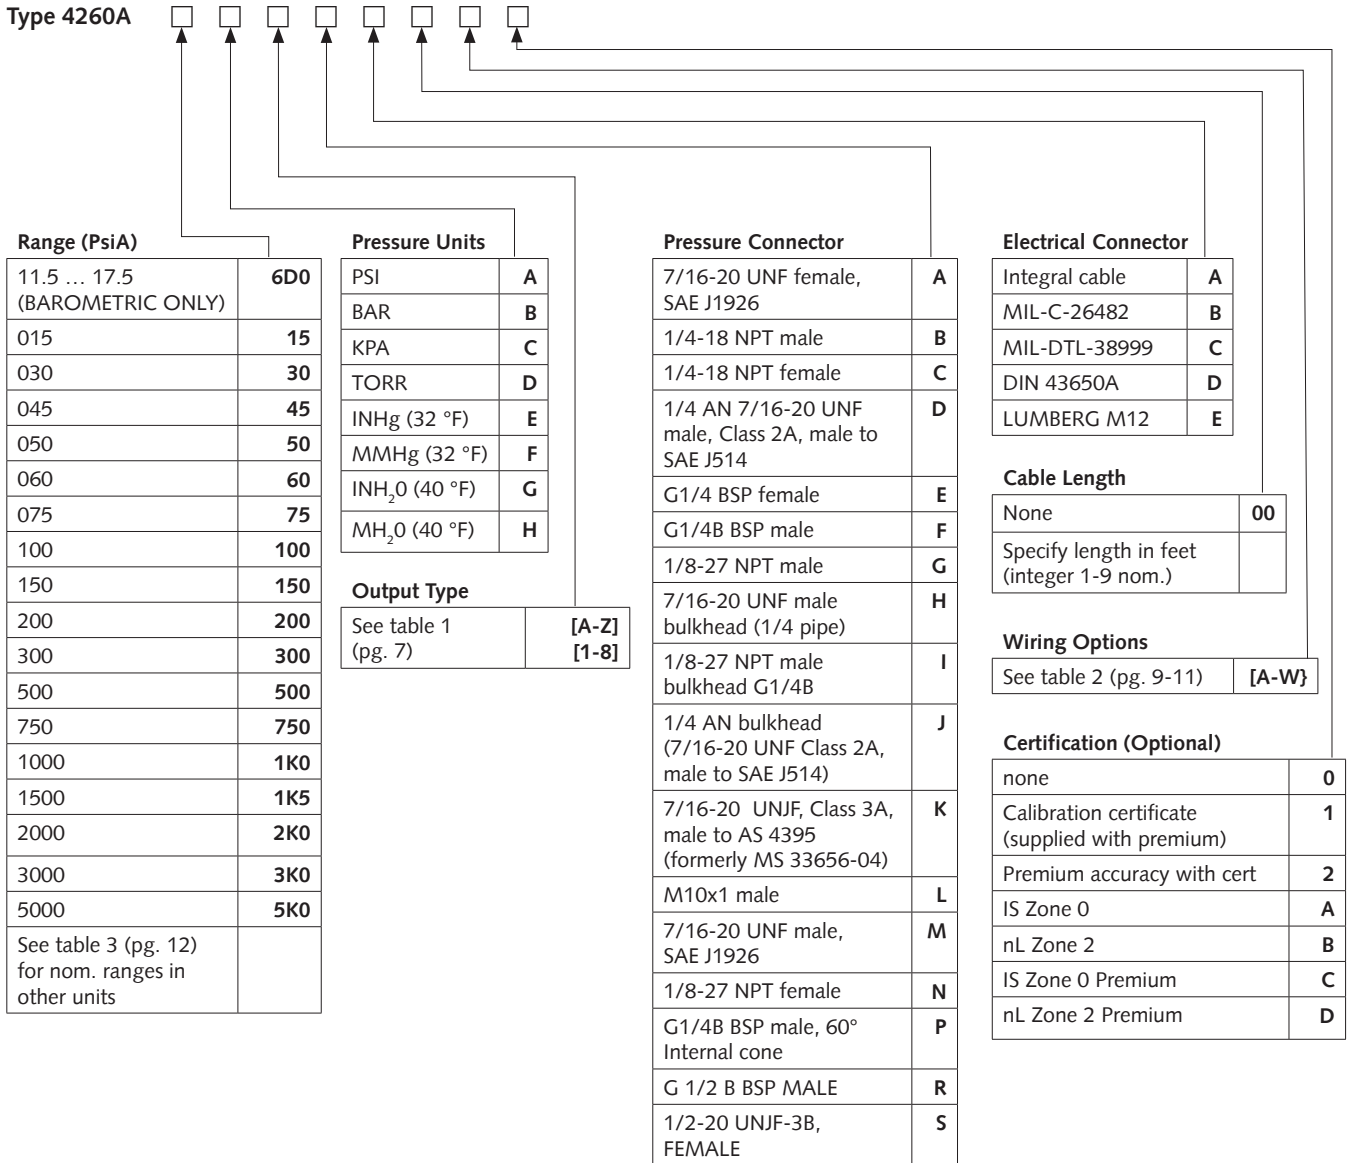 Type 4260A
Range (PsiA)
11.5 … 17.5 6D0
(BAROMETRIC ONLY)
015 15
030 30
045 45
050 50
060 60
075 75
100 100
150 150
200 200
300 300
500 500
750 750
1000 1K0
1500 1K5
2000 2K0
3000 3K0
5000 5K0
See table 3 (pg. 12)
for nom. ranges in
other units
Pressure Units
PSI A
BAR B
KPA C
TORR D
INHg (32 °F) E
MMHg (32 °F) F
INH₂0 (40 °F) G
MH₂0 (40 °F) H
Output Type
See table 1 [A-Z]
(pg. 7) [1-8]
Pressure Connector
7/16-20 UNF female, A
SAE J1926
1/4-18 NPT male B
1/4-18 NPT female C
1/4 AN 7/16-20 UNF D
male, Class 2A, male to
SAE J514
G1/4 BSP female E
G1/4B BSP male F
1/8-27 NPT male G
7/16-20 UNF male H
bulkhead (1/4 pipe)
1/8-27 NPT male I
bulkhead G1/4B
1/4 AN bulkhead J
(7/16-20 UNF Class 2A,
male to SAE J514)
7/16-20 UNJF, Class 3A, K
male to AS 4395
(formerly MS 33656-04)
M10x1 male L
7/16-20 UNF male, M
SAE J1926
1/8-27 NPT female N
G1/4B BSP male, 60° P
Internal cone
G 1/2 B BSP MALE R
1/2-20 UNJF-3B, S
FEMALE
Electrical Connector
Integral cable A
MIL-C-26482 B
MIL-DTL-38999 C
DIN 43650A D
LUMBERG M12 E
Cable Length
None 00
Specify length in feet
(integer 1-9 nom.)
Wiring Options
See table 2 (pg. 9-11) [A-W}
Certification (Optional)
none 0
Calibration certificate 1
(supplied with premium)
Premium accuracy with cert 2
IS Zone 0 A
nL Zone 2 B
IS Zone 0 Premium C
nL Zone 2 Premium D